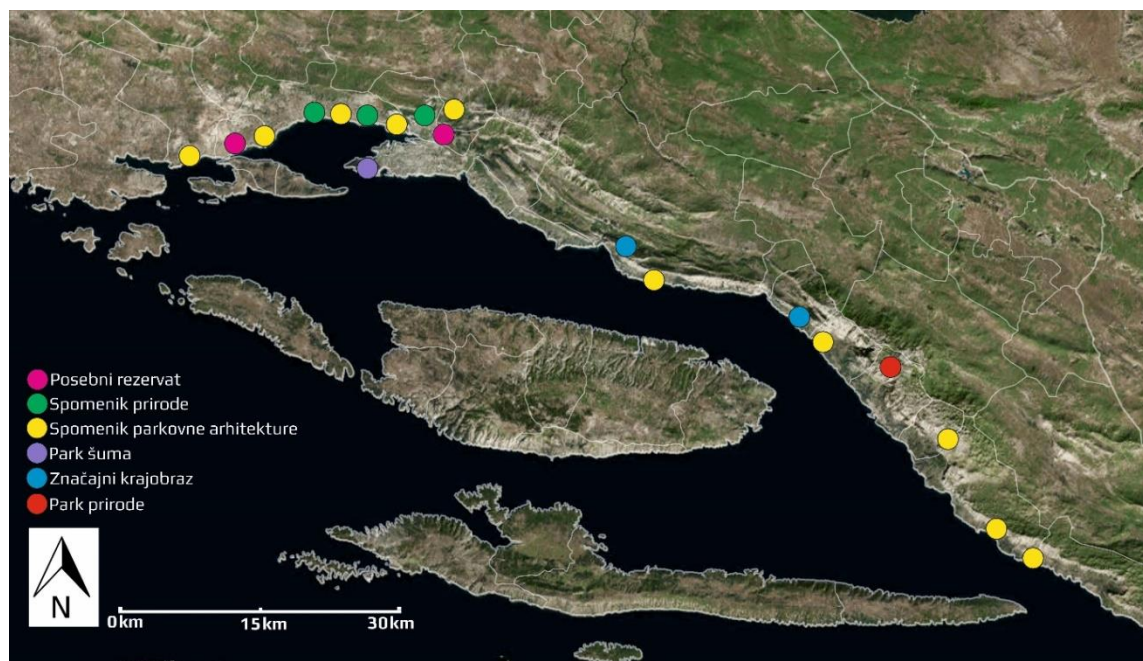 Posebni rezervat
Spomenik prirode
Spomenik parkovne arhitekture
Park šuma
Značajni krajobraz
Park prirode
N
0km 15km 30km